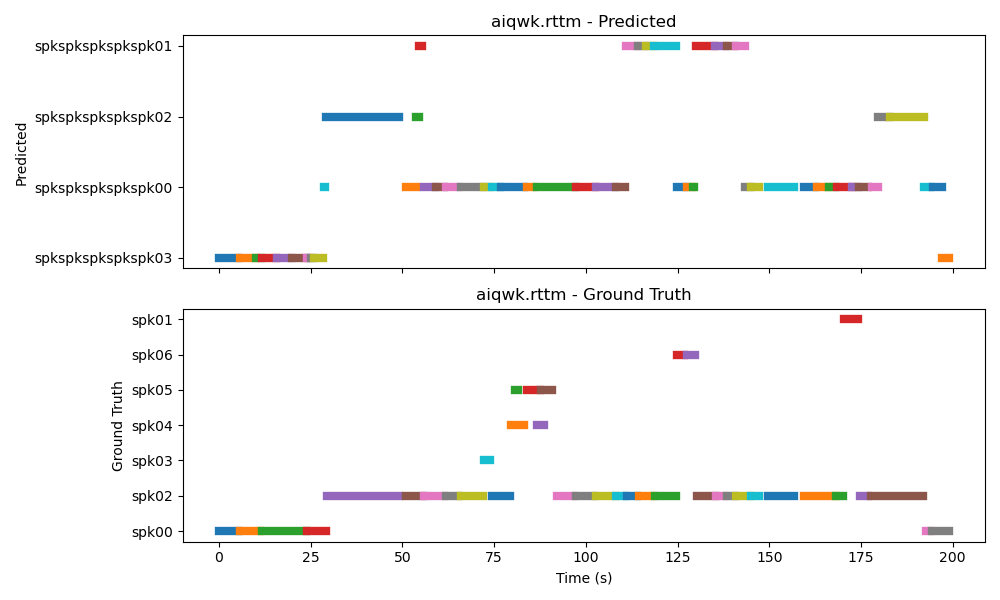 aiqwk.rttm - Predicted
spkspkspkspkspk01
spkspkspkspkspk02
spkspkspkspkspk00
spkspkspkspkspk03
Predicted
aiqwk.rttm - Ground Truth
spk01
spk06
spk05
spk04
spk03
spk02
spk00
Ground Truth
0 25 50 75 100 125 150 175 200
Time (s)